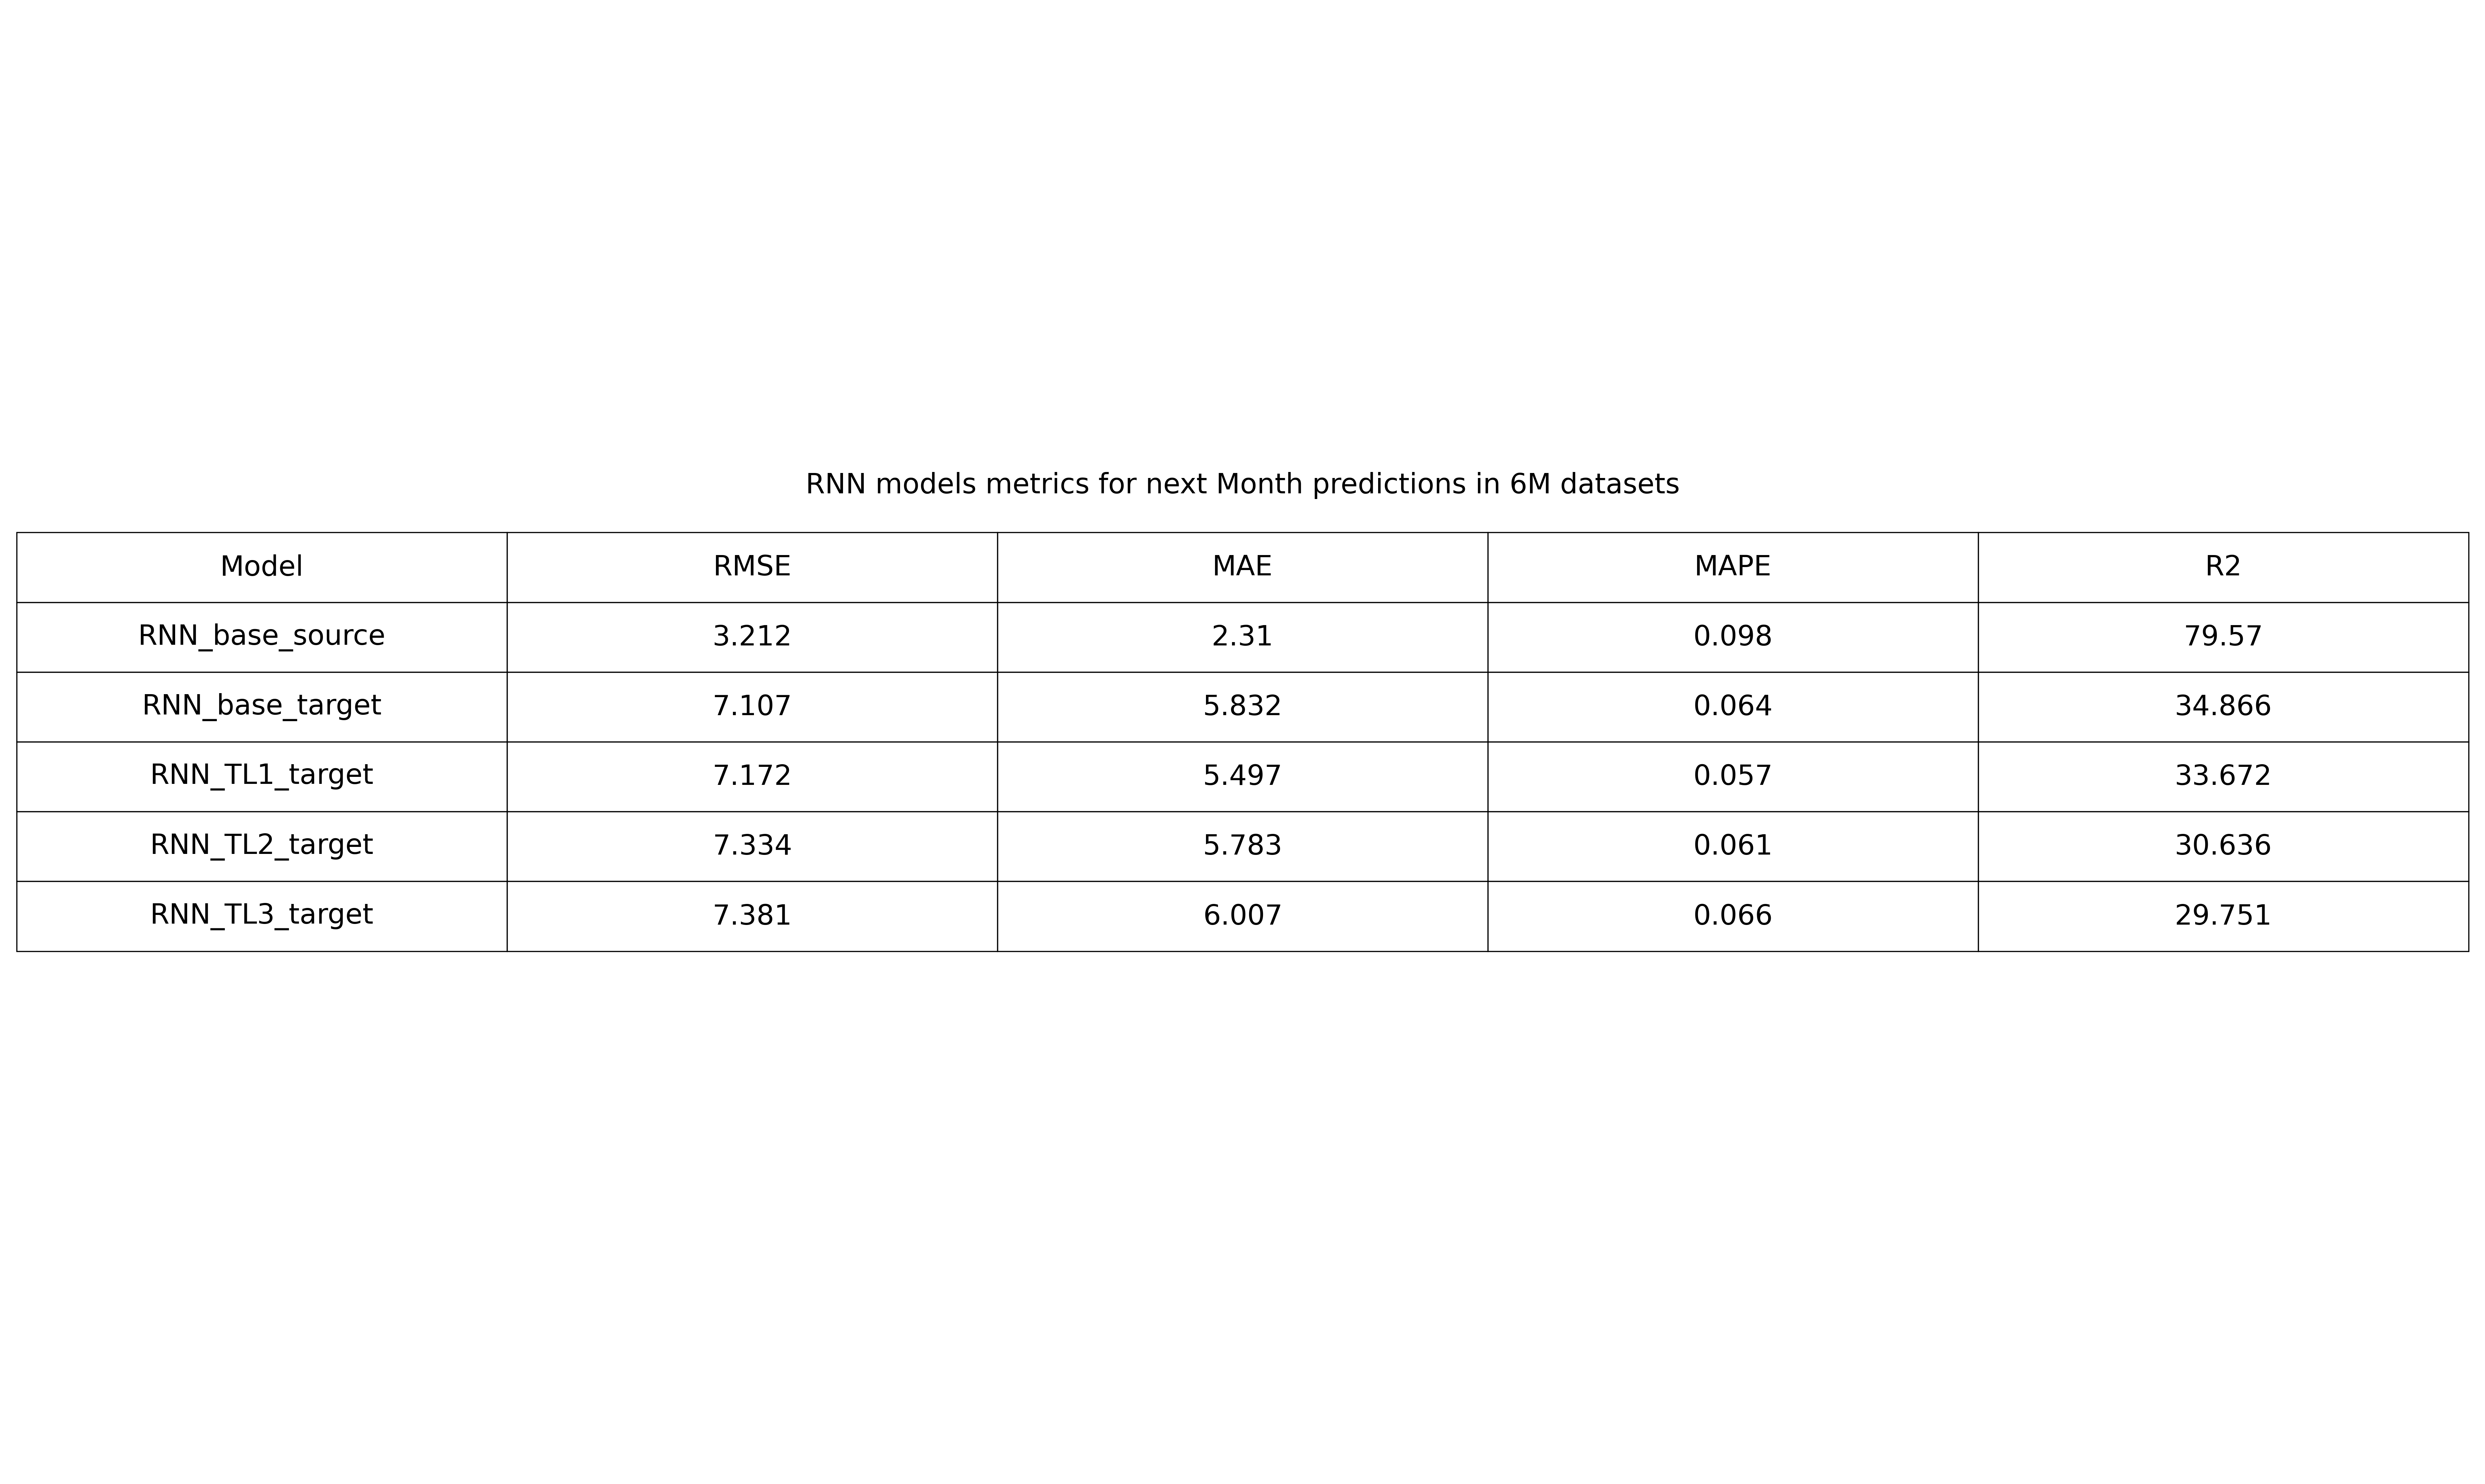 RNN models metrics for next Month predictions in 6M datasets
Model RMSE MAE MAPE R2
RNN_base_source 3.212 2.31 0.098 79.57
RNN_base_target 7.107 5.832 0.064 34.866
RNN_TL1_target 7.172 5.497 0.057 33.672
RNN_TL2_target 7.334 5.783 0.061 30.636
RNN_TL3_target 7.381 6.007 0.066 29.751